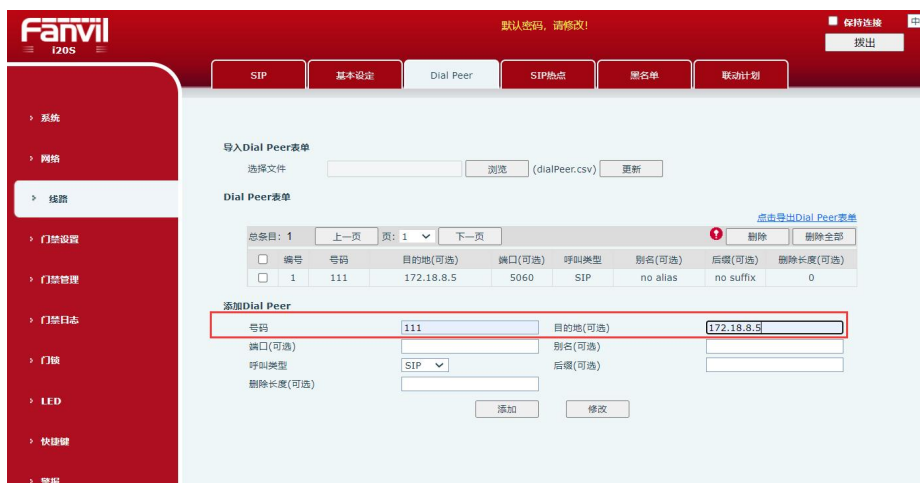 Fanvil
i20S
默认密码，请修改!
保持连接
中
拨出
SIP
基本设定
Dial Peer
SIP热点
黑名单
联动计划
› 系统
› 网络
› 线路
› 门禁设置
› 门禁管理
› 门禁日志
› 门锁
› LED
› 快捷键
› 警报
导入Dial Peer表单
选择文件 浏览 (dialPeer.csv) 更新
Dial Peer表单
点击导出Dial Peer表单
总条目: 1 上一页 页: 1 下一页 删除 删除全部
编号 号码 目的地(可选) 端口(可选) 呼叫类型 别名(可选) 后缀(可选) 删除长度(可选)
1 111 172.18.8.5 5060 SIP no alias no suffix 0
添加Dial Peer
号码 111 目的地(可选) 172.18.8.5
端口(可选) 别名(可选)
呼叫类型 SIP 后缀(可选)
删除长度(可选)
添加 修改